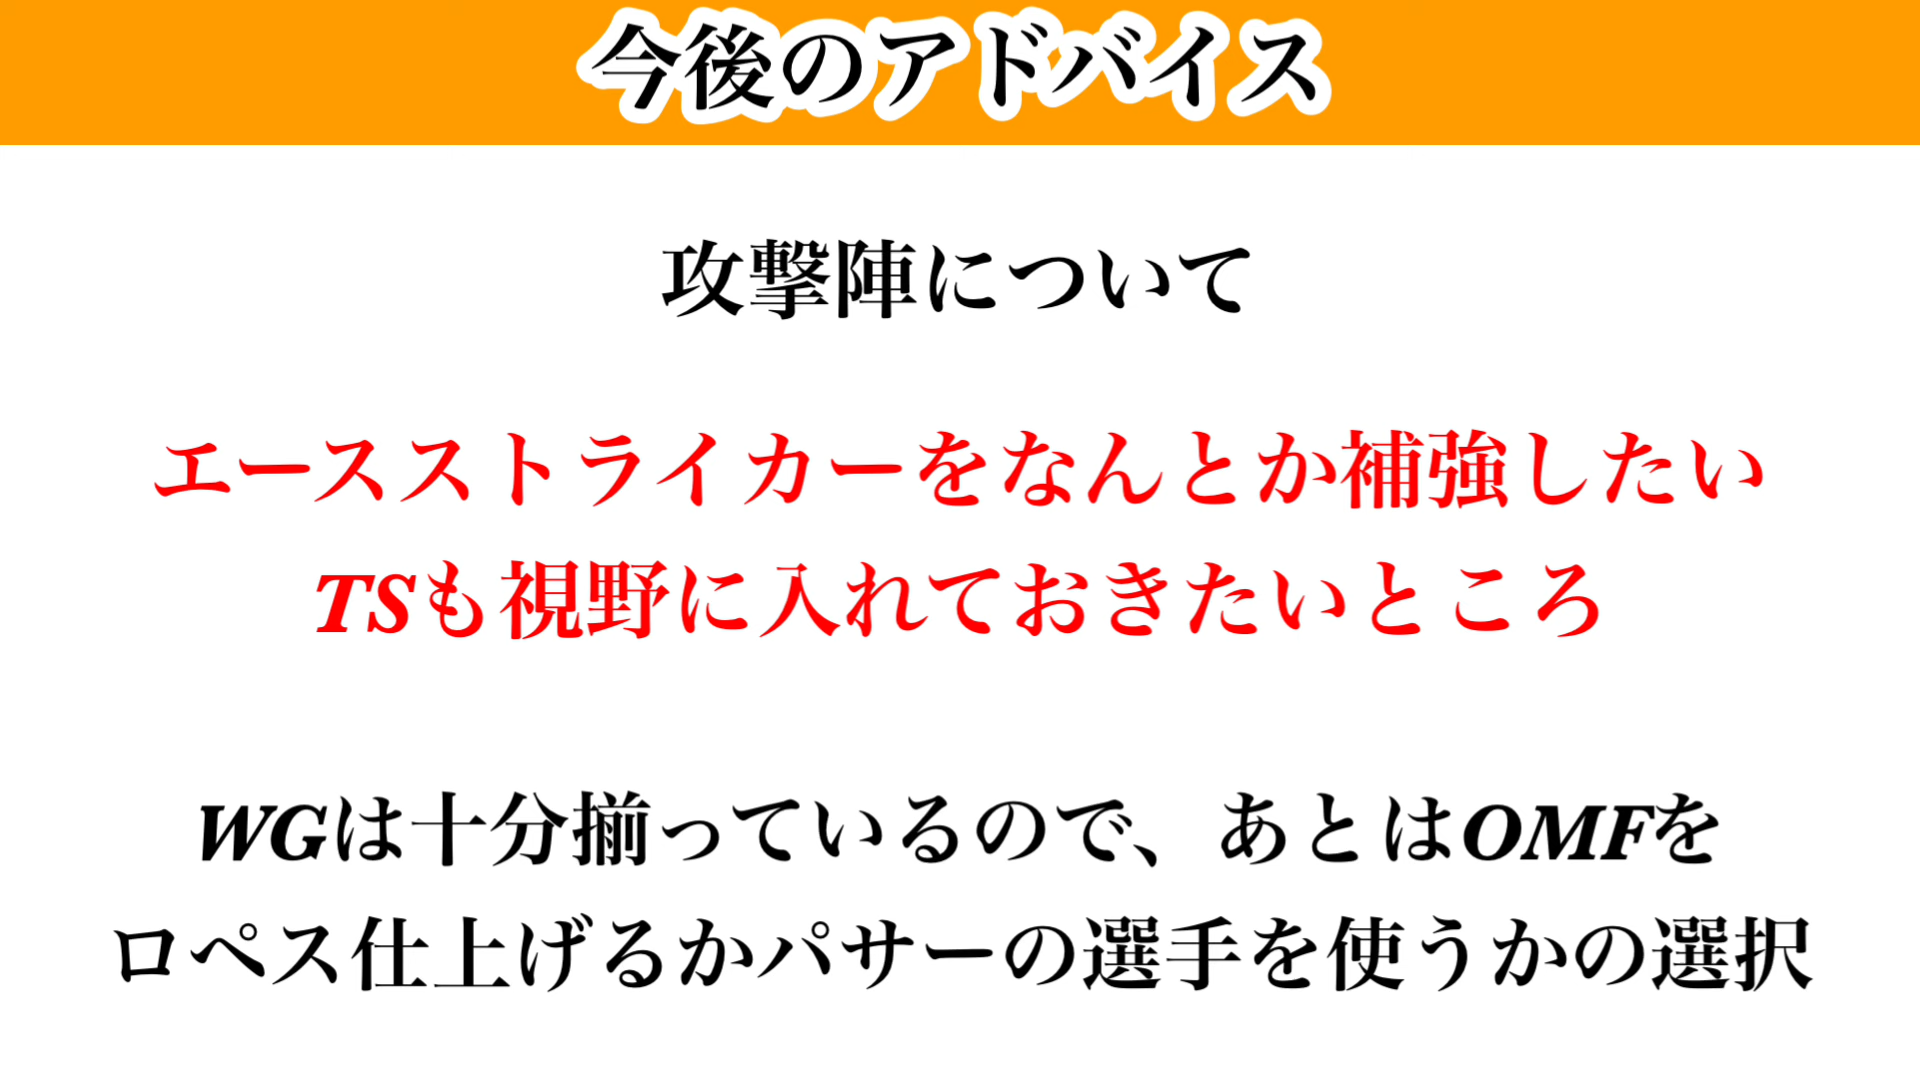 今後のアドバイス
攻撃陣について
エースストライカーをなんとか補強したい
TSも視野に入れておきたいところ
WGは十分揃っているので、あとはOMFを
ロペス仕上げるかパサーの選手を使うかの選択